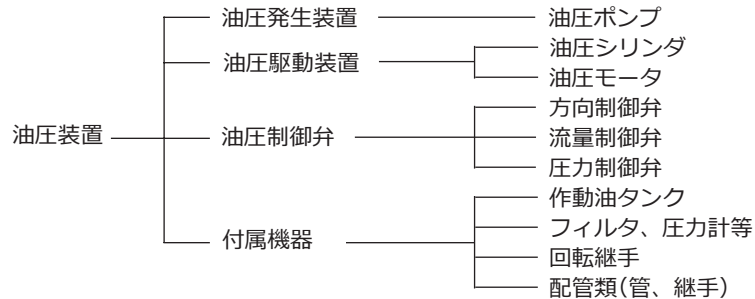 油圧装置
油圧発生装置
油圧ポンプ
油圧駆動装置
油圧シリンダ
油圧モータ
油圧制御弁
方向制御弁
流量制御弁
圧力制御弁
付属機器
作動油タンク
フィルタ、圧力計等
回転継手
配管類(管、継手)